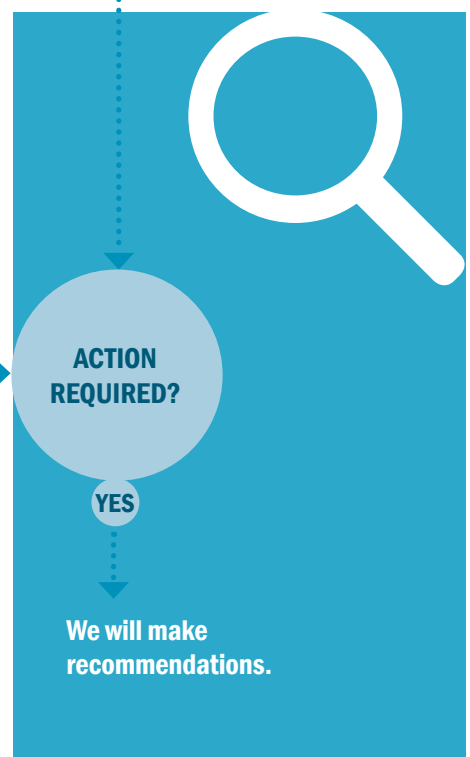 ACTION
REQUIRED?
YES
We will make
recommendations.